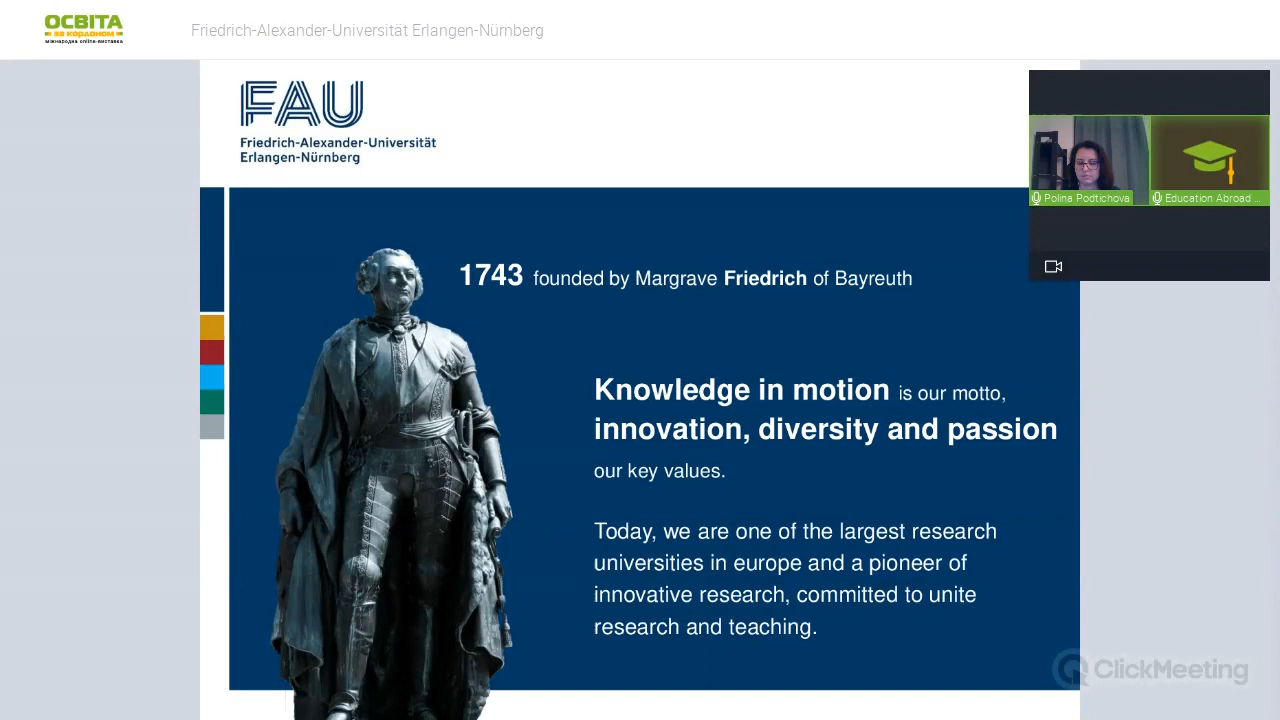 ОСВІТА
ЗА КОРДОНОМ
міжнародна online-виставка
Friedrich-Alexander-Universität Erlangen-Nürnberg
FAU
Friedrich-Alexander-Universität
Erlangen-Nürnberg
Polina Podtichova
Education Abroad ...
1743 founded by Margrave Friedrich of Bayreuth
Knowledge in motion is our motto,
innovation, diversity and passion
our key values.
Today, we are one of the largest research
universities in europe and a pioneer of
innovative research, committed to unite
research and teaching.
ClickMeeting